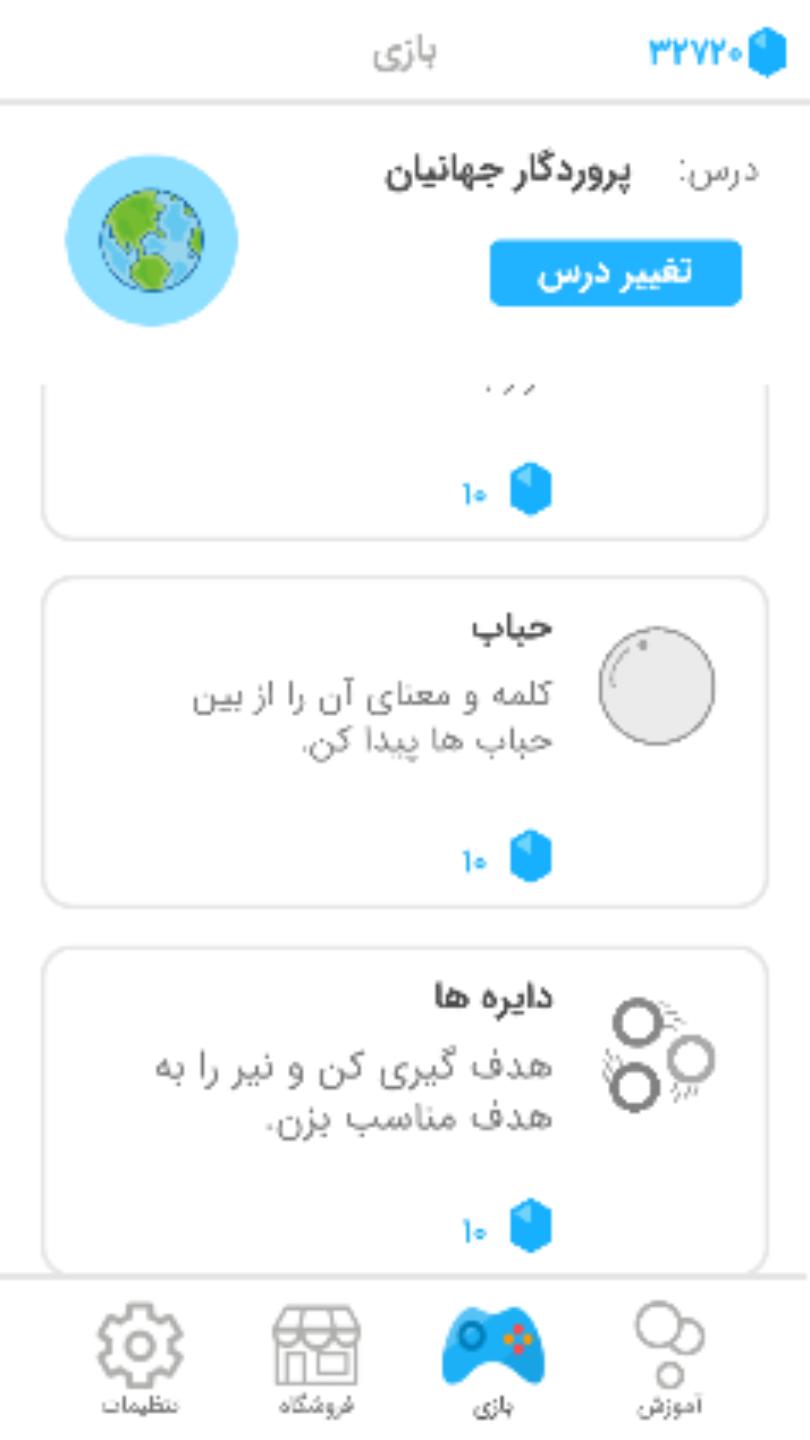 ۳۲۷۲۰
بازی
درس: پروردگار جهانیان
تغییر درس
۱۰
حباب
کلمه و معنای آن را از بین
حباب ها پیدا کن.
۱۰
دایره ها
هدف گیری کن و تیر را به
هدف مناسب بزن.
۱۰
آموزش
بازی
فروشگاه
تنظیمات